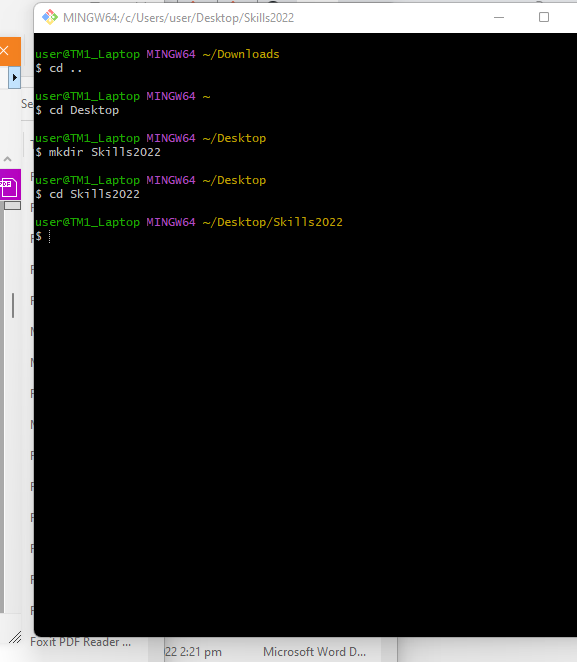 MINGW64:/c/Users/user/Desktop/Skills2022
user@TM1_Laptop MINGW64 ~/Downloads
$ cd ..
user@TM1_Laptop MINGW64 ~
$ cd Desktop
user@TM1_Laptop MINGW64 ~/Desktop
$ mkdir Skills2022
user@TM1_Laptop MINGW64 ~/Desktop
$ cd Skills2022
user@TM1_Laptop MINGW64 ~/Desktop/Skills2022
$
Se
PDF
Foxit PDF Reader ...
022 2:21 pm
Microsoft Word D...